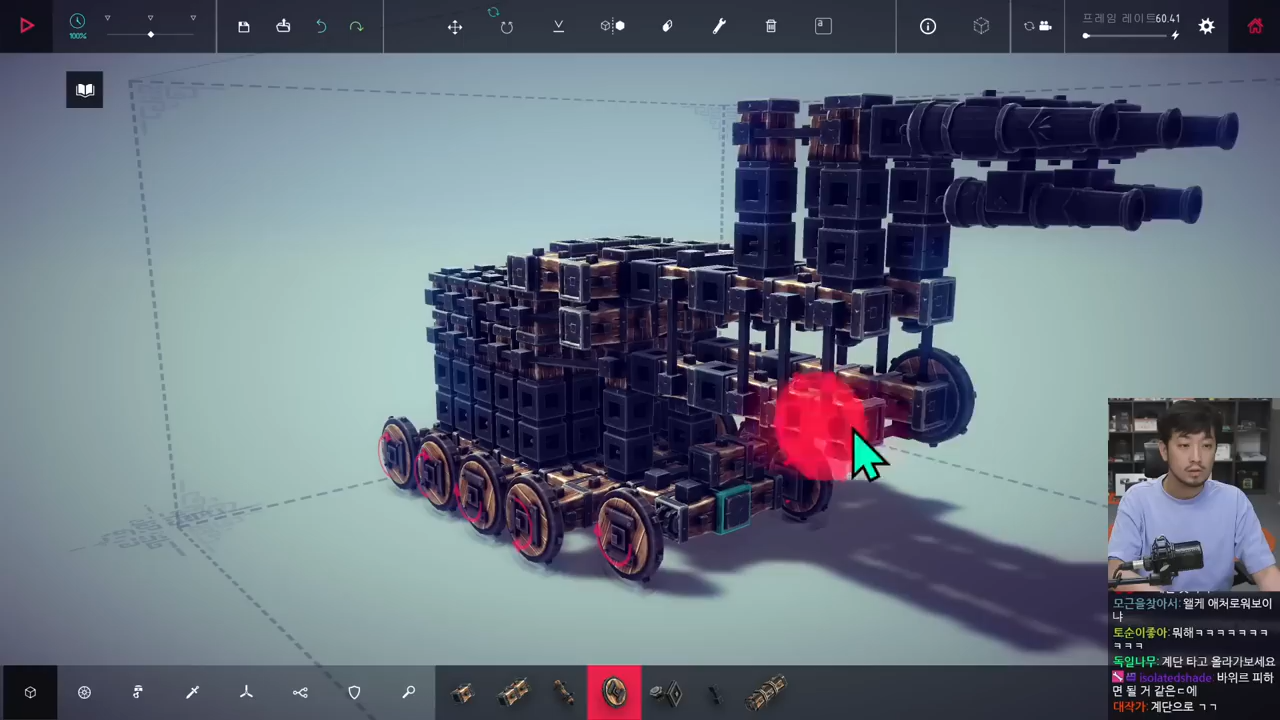 100%
a
프레임 레이트60.41
모근을찾아서: 왤케 애처로워보이
냐
토순이좋아: 뭐해ㅋㅋㅋㅋㅋㅋㅋ
ㅋㅋㅋㅋ
독일나무: 계단 타고 올라가보세요
isolatedshade: 바위르 피하
면 될 거 같은ㄷ에
대작가: 계단으로 ㄱㄱ